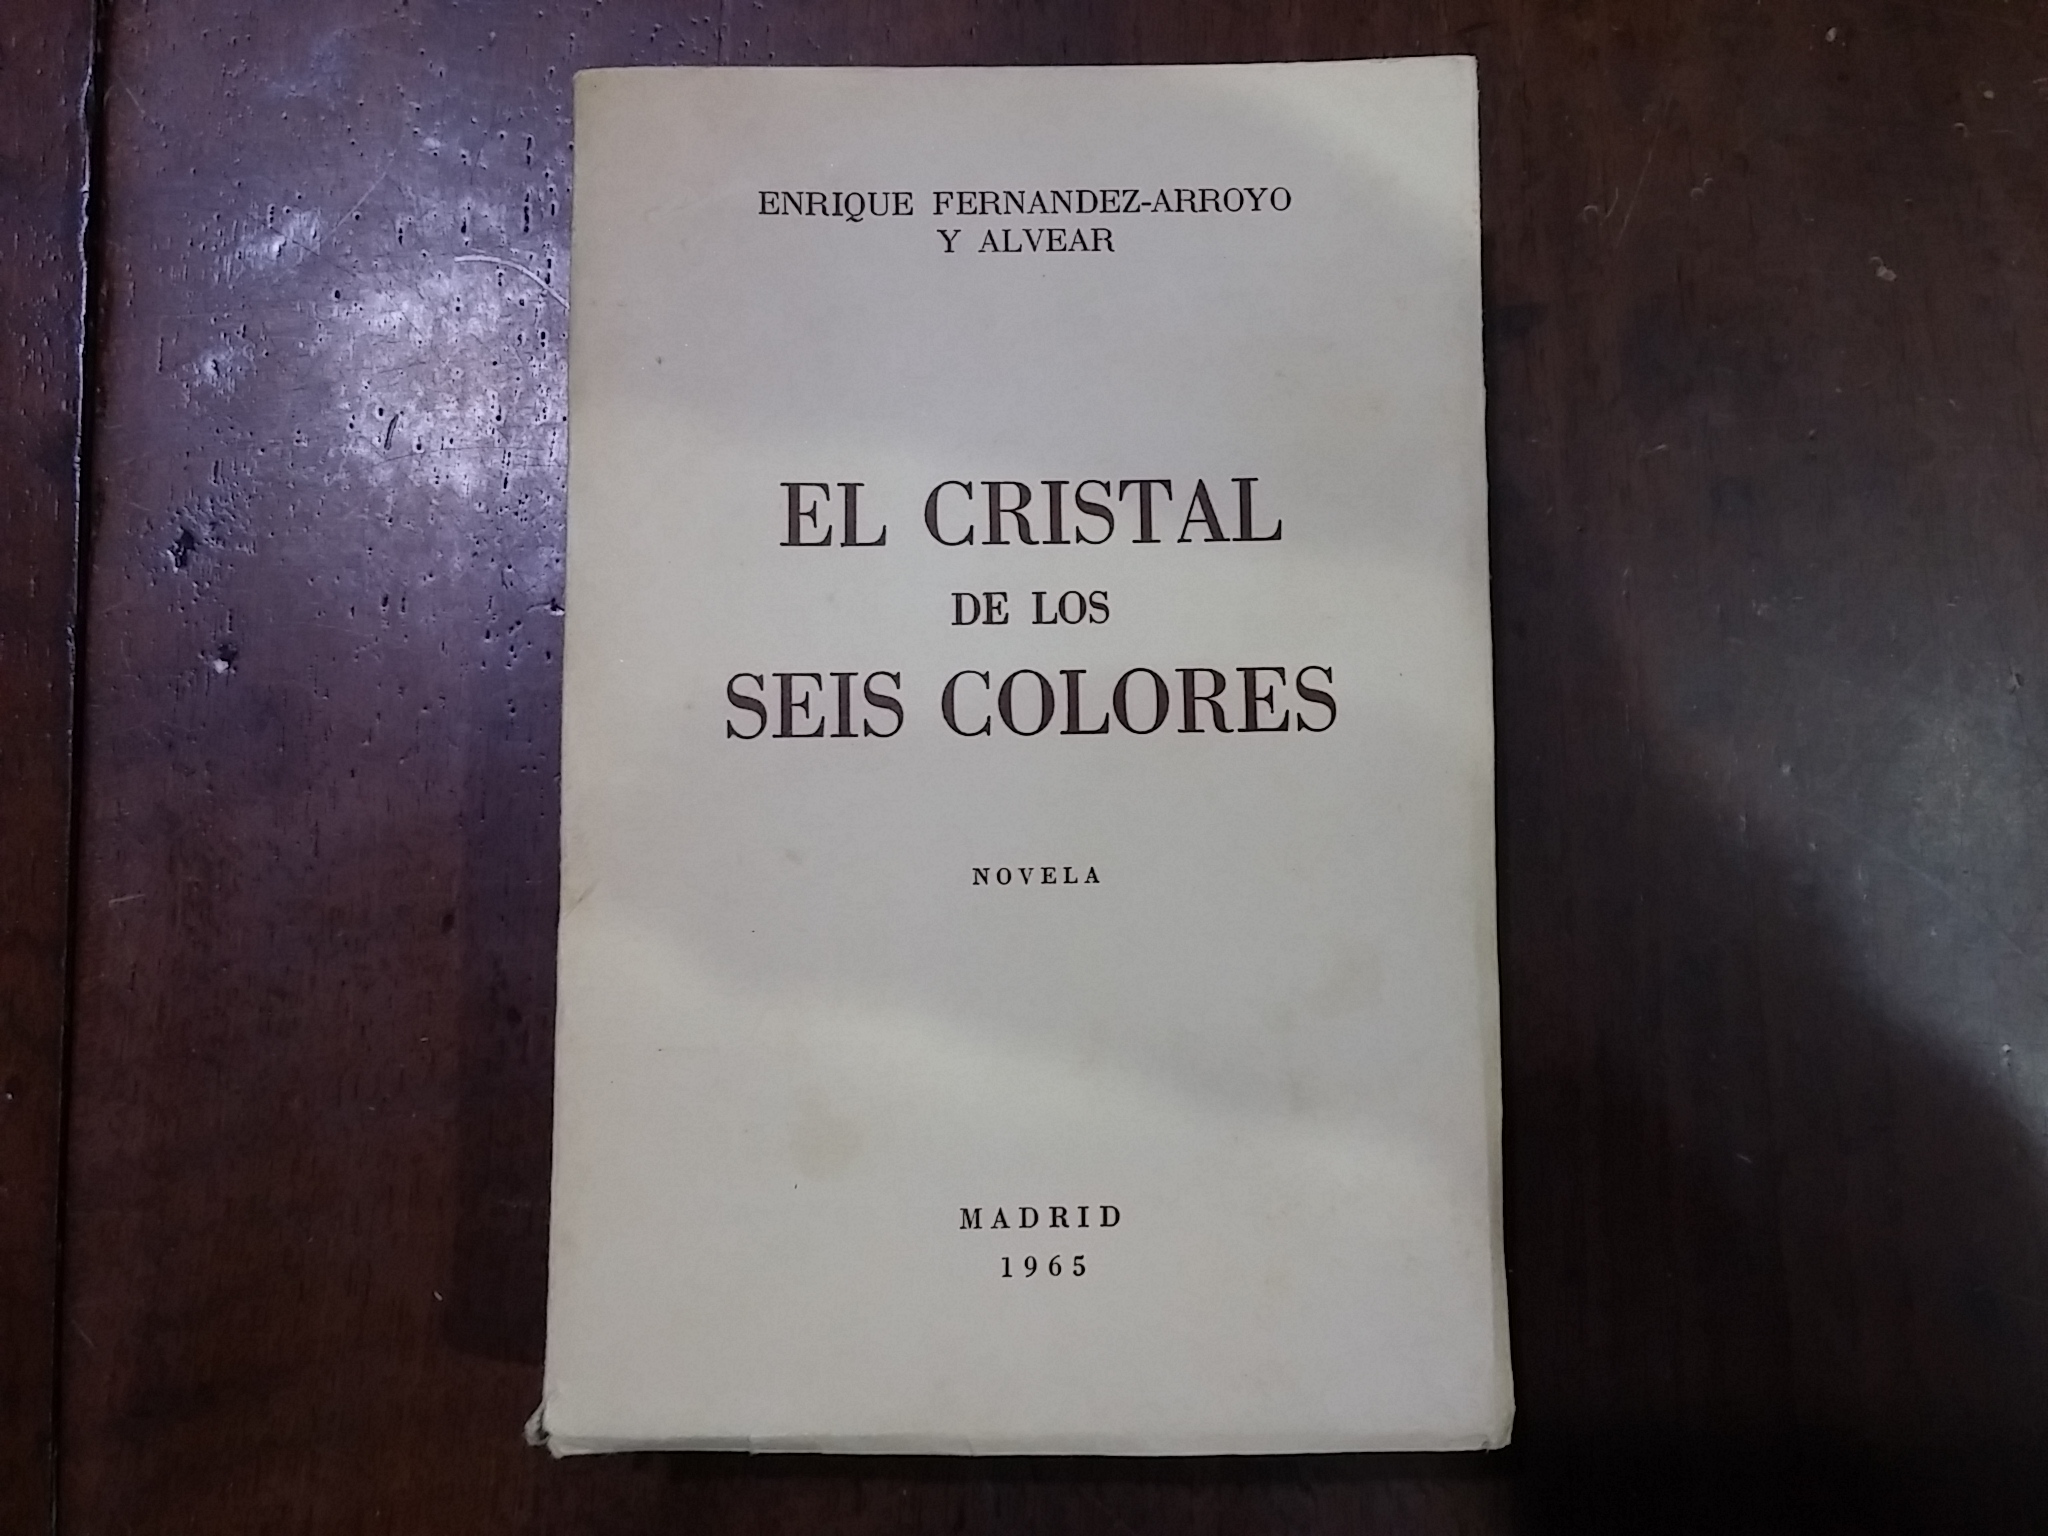 ENRIQUE FERNANDEZ-ARROYO
Y ALVEAR
EL CRISTAL
DE LOS
SEIS COLORES
NOVELA
MADRID
1965